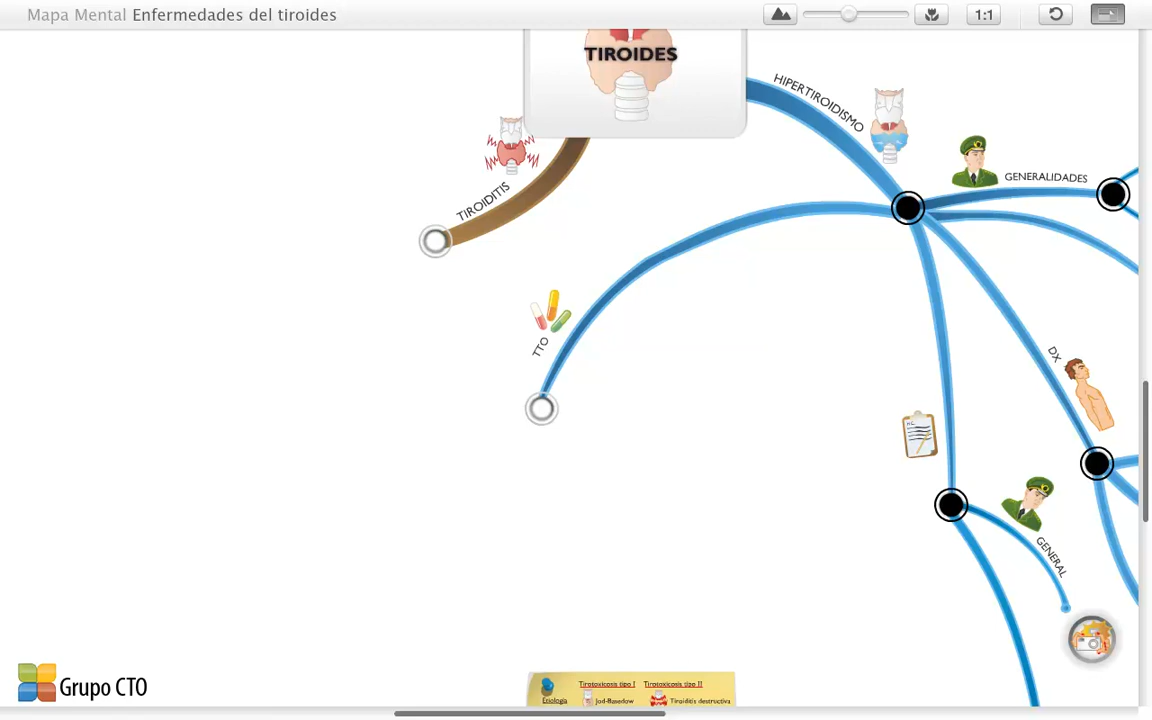 Mapa Mental Enfermedades del tiroides
1:1
TIROIDES
HIPERTIROIDISMO
TIROIDITIS
GENERALIDADES
TTO
DX
GENERAL
Grupo CTO
Tirotoxicosis tipo I Tirotoxicosis tipo II
Etiología Jod-Basedow Tiroiditis destructiva